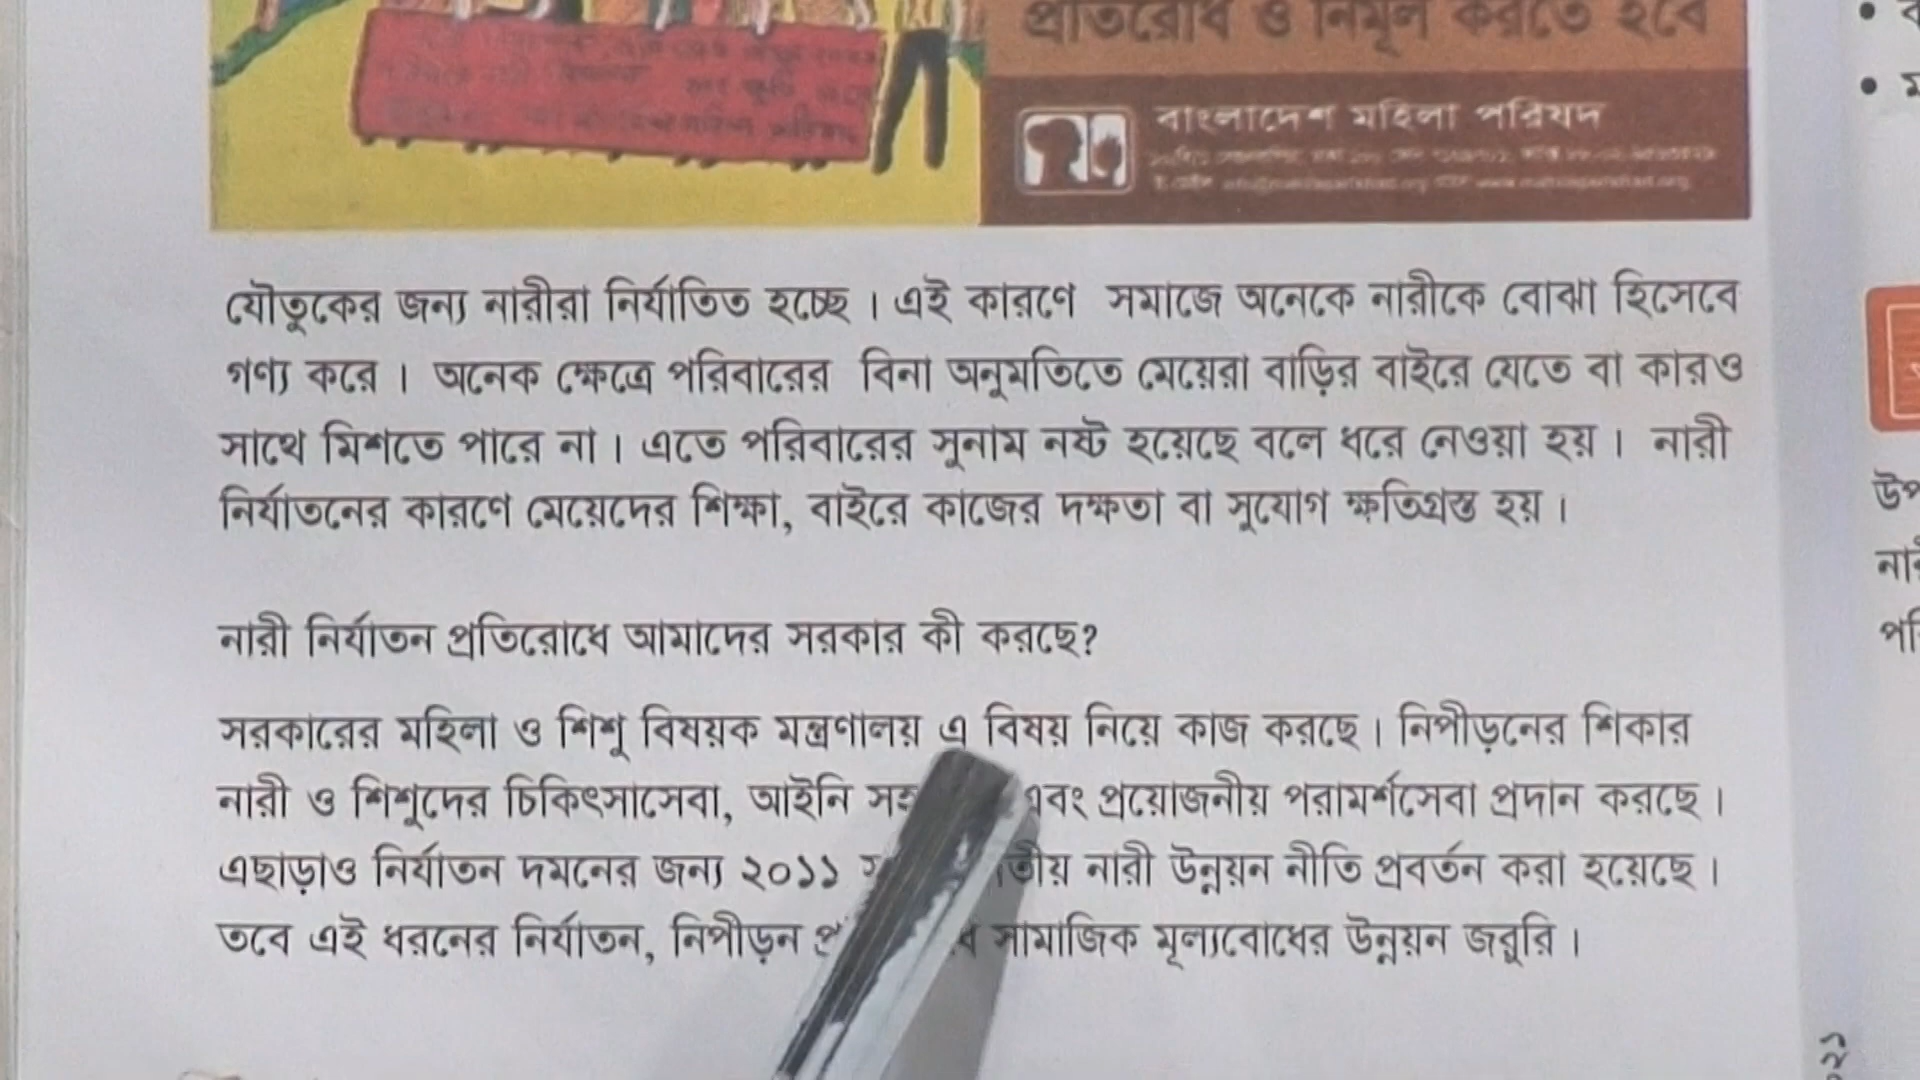 প্রতিরোধ ও নির্মূল করতে হবে
বাংলাদেশ মহিলা পরিষদ
যৌতুকের জন্য নারীরা নির্যাতিত হচ্ছে । এই কারণে সমাজে অনেকে নারীকে বোঝা হিসেবে
গণ্য করে । অনেক ক্ষেত্রে পরিবারের বিনা অনুমতিতে মেয়েরা বাড়ির বাইরে যেতে বা কারও
সাথে মিশতে পারে না । এতে পরিবারের সুনাম নষ্ট হয়েছে বলে ধরে নেওয়া হয় । নারী
নির্যাতনের কারণে মেয়েদের শিক্ষা, বাইরে কাজের দক্ষতা বা সুযোগ ক্ষতিগ্রস্ত হয় ।
নারী নির্যাতন প্রতিরোধে আমাদের সরকার কী করছে?
সরকারের মহিলা ও শিশু বিষয়ক মন্ত্রণালয় এ বিষয় নিয়ে কাজ করছে । নিপীড়নের শিকার
নারী ও শিশুদের চিকিৎসাসেবা, আইনি এবং প্রয়োজনীয় পরামর্শসেবা প্রদান করছে ।
এছাড়াও নির্যাতন দমনের জন্য ২০১১ নারী উন্নয়ন নীতি প্রবর্তন করা হয়েছে ।
তবে এই ধরনের নির্যাতন, নিপীড়ন সামাজিক মূল্যবোধের উন্নয়ন জরুরি ।